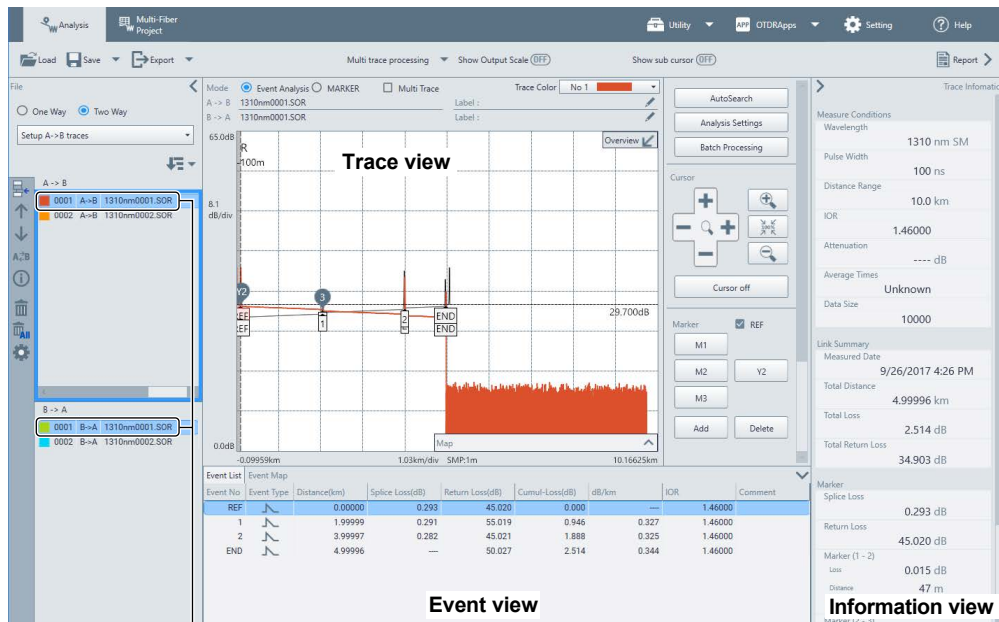 Analysis
Multi-Fiber
Project
Utility
APP OTDRApps
Setting
Help
Load Save Export Multi trace processing Show Output Scale OFF Show sub cursor OFF Report
File
One Way Two Way
Setup A->B traces
A -> B
0001 A->B 1310nm0001.SOR
0002 A->B 1310nm0002.SOR
All
B -> A
0001 B->A 1310nm0001.SOR
0002 B->A 1310nm0002.SOR
Mode Event Analysis MARKER Multi Trace Trace Color No 1
A -> B 1310nm0001.SOR Label :
B -> A 1310nm0001.SOR Label :
65.0dB
R
-100m
Trace view
Overview
8.1
dB/div
Y2
3
1
2
END
END
29.700dB
Map
0.0dB
-0.09959km 1.03km/div SMP:1m 10.16625km
AutoSearch
Analysis Settings
Batch Processing
Cursor
100%
Cursor off
Marker REF
M1
M2 Y2
M3
Add Delete
Event List Event Map
Event No Event Type Distance(km) Splice Loss(dB) Return Loss(dB) Cumul-Loss(dB) dB/km IOR Comment
REF 0.00000 0.293 45.020 0.000 --- 1.46000
1 1.99999 0.291 55.019 0.946 0.327 1.46000
2 3.99997 0.282 45.021 1.888 0.325 1.46000
END 4.99996 --- 50.027 2.514 0.344 1.46000
Event view
Trace Infomatic
Measure Conditions
Wavelength
1310 nm SM
Pulse Width
100 ns
Distance Range
10.0 km
IOR
1.46000
Attenuation
---- dB
Average Times
Unknown
Data Size
10000
Link Summary
Measured Date
9/26/2017 4:26 PM
Total Distance
4.99996 km
Total Loss
2.514 dB
Total Return Loss
34.903 dB
Marker
Splice Loss
0.293 dB
Return Loss
45.020 dB
Marker (1 - 2)
Loss 0.015 dB
Distance 47 m
Information view